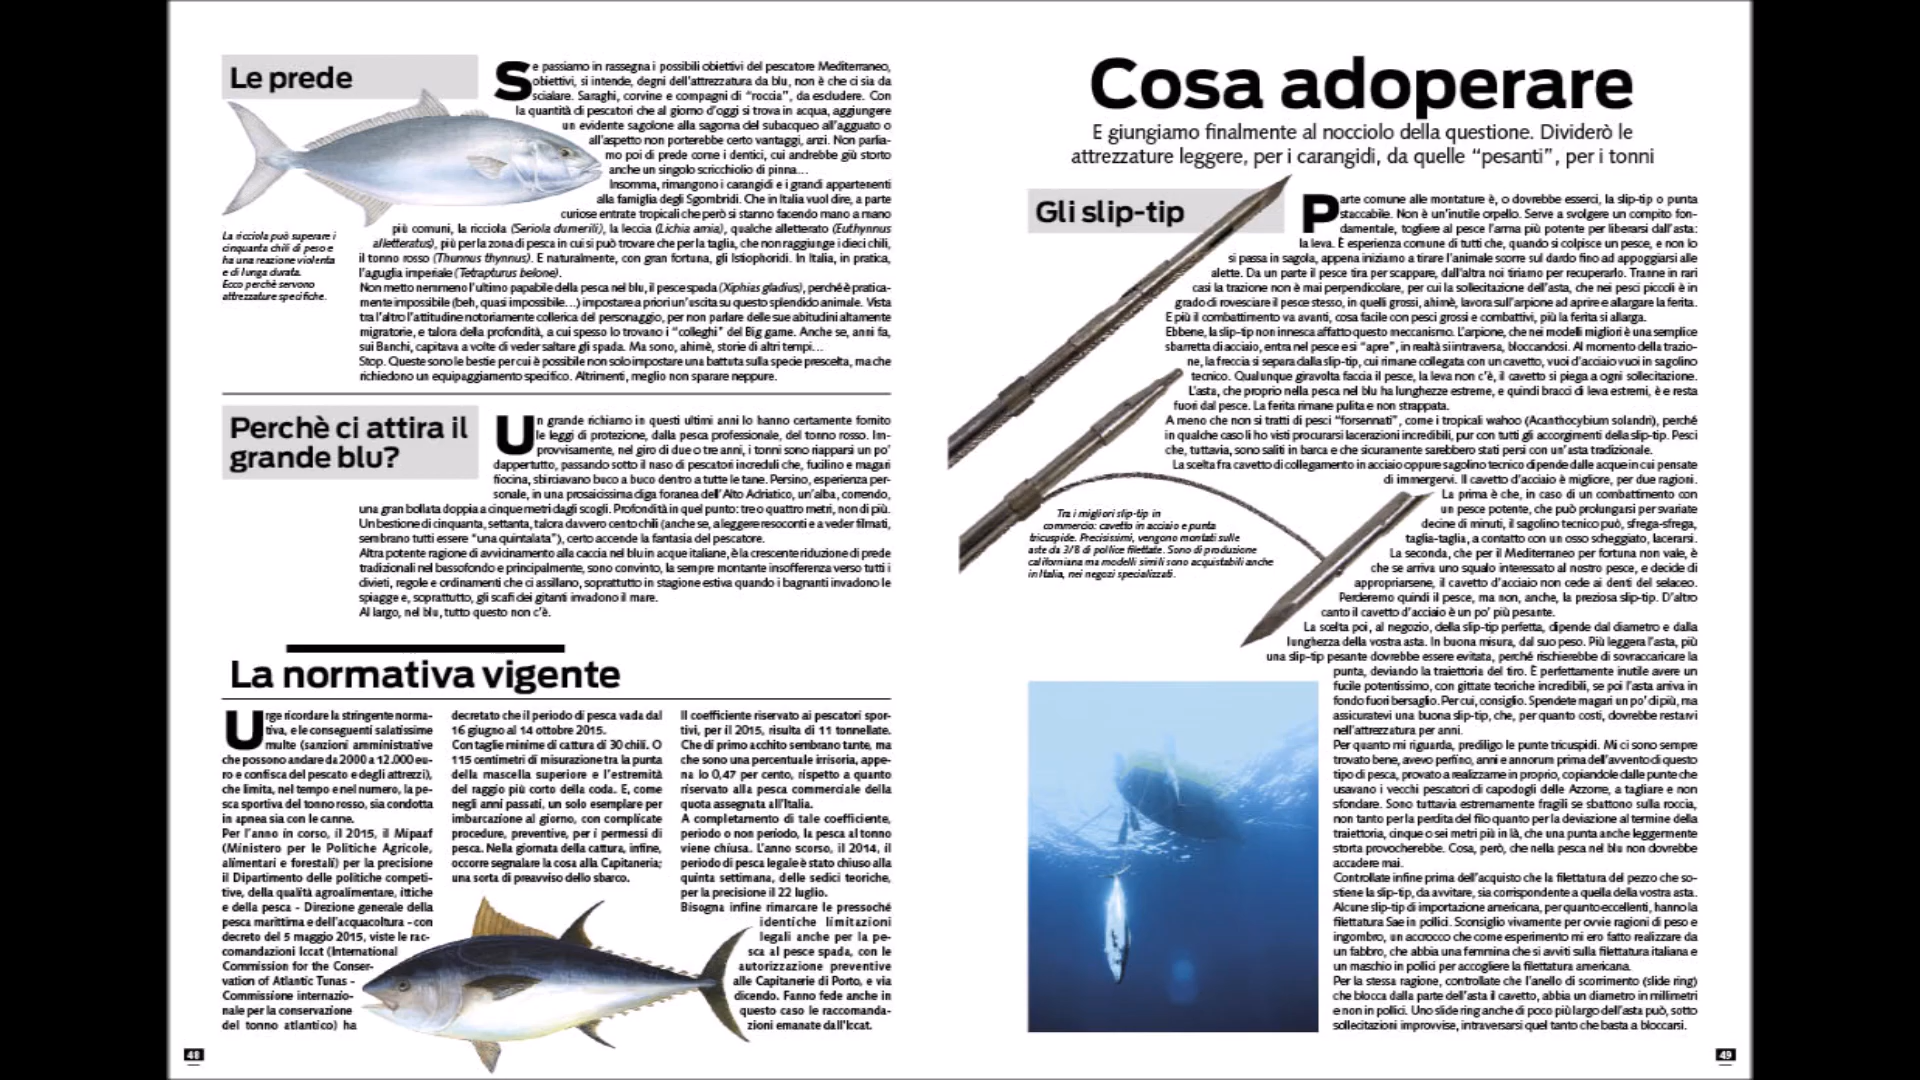 Le prede
Se passiamo in rassegna i possibili obiettivi del pescatore Mediterraneo,
obiettivi, si intende, degni dell'attrezzatura da blu, non è che ci sia da
scialare. Saraghi, corvine e compagni di "roccia", da escludere. Con
la quantità di pescatori che al giorno d'oggi si trova in acqua, aggiungere
un evidente sagolone alla sagoma del subacqueo all'agguato o
all'aspetto non porterebbe certo vantaggi, anzi. Non parlia-
mo poi di prede come i dentici, cui andrebbe giù storto
anche un singolo scricchiolio di pinna...
Insomma, rimangono i carangidi e i grandi appartenenti
alla famiglia degli Sgombridi. Che in Italia vuol dire, a parte
curiose entrate tropicali che però si stanno facendo mano a mano
più comuni, la ricciola (Seriola dumerili), la leccia (Lichia amia), qualche alletterato (Euthynnus
alletteratus), più per la zona di pesca in cui si può trovare che per la taglia, che non raggiunge i dieci chili,
il tonno rosso (Thunnus thynnus). E naturalmente, con gran fortuna, gli Istiophoridi. In Italia, in pratica,
l'aguglia imperiale (Tetrapturus belone).
Non metto nemmeno l'ultimo papabile della pesca nel blu, il pesce spada (Xiphias gladius), perché è pratica-
mente impossibile (beh, quasi impossibile...) impostare a priori un'uscita su questo splendido animale. Vista
tra l'altro l'attitudine notoriamente collerica del personaggio, per non parlare delle sue abitudini altamente
migratorie, e talora della profondità, a cui spesso lo trovano i "colleghi" del Big game. Anche se, anni fa,
sui Banchi, capitava a volte di veder saltare gli spada. Ma sono, ahimè, storie di altri tempi...
Stop. Queste sono le bestie per cui è possibile non solo impostare una battuta sulla specie prescelta, ma che
richiedono un equipaggiamento specifico. Altrimenti, meglio non sparare neppure.
La ricciola può superare i
cinquanta chili di peso e
ha una reazione violenta
e di lunga durata.
Ecco perchè servono
attrezzature specifiche.
Perchè ci attira il
grande blu?
Un grande richiamo in questi ultimi anni lo hanno certamente fornito
le leggi di protezione, dalla pesca professionale, del tonno rosso. Im-
provvisamente, nel giro di due o tre anni, i tonni sono riapparsi un po'
dappertutto, passando sotto il naso di pescatori increduli che, fucilino e magari
fiocina, sbirciavano buco a buco dentro a tutte le tane. Persino, esperienza per-
sonale, in una prosaicissima diga foranea dell'Alto Adriatico, un'alba, correndo,
una gran bollata doppia a cinque metri dagli scogli. Profondità in quel punto: tre o quattro metri, non di più.
Un bestione di cinquanta, settanta, talora davvero cento chili (anche se, a leggere resoconti e a veder filmati,
sembrano tutti essere "una quintalata"), certo accende la fantasia del pescatore.
Altra potente ragione di avvicinamento alla caccia nel blu in acque italiane, è la crescente riduzione di prede
tradizionali nel bassofondo e principalmente, sono convinto, la sempre montante insofferenza verso tutti i
divieti, regole e ordinamenti che ci assillano, soprattutto in stagione estiva quando i bagnanti invadono le
spiagge e, soprattutto, gli scafi dei gitanti invadono il mare.
Al largo, nel blu, tutto questo non c'è.
La normativa vigente
Urge ricordare la stringente norma-
tiva, e le conseguenti salatissime
multe (sanzioni amministrative
che possono andare da 2000 a 12.000 eu-
ro e confisca del pescato e degli attrezzi),
che limita, nel tempo e nel numero, la pe-
sca sportiva del tonno rosso, sia condotta
in apnea sia con le canne.
Per l'anno in corso, il 2015, il Mipaaf
(Ministero per le Politiche Agricole,
alimentari e forestali) per la precisione
il Dipartimento delle politiche competi-
tive, della qualità agroalimentare, ittiche
e della pesca - Direzione generale della
pesca marittima e dell'acquacoltura - con
decreto del 5 maggio 2015, viste le rac-
comandazioni Iccat (International
Commission for the Conser-
vation of Atlantic Tunas -
Commissione internazio-
nale per la conservazione
del tonno atlantico) ha
decretato che il periodo di pesca vada dal
16 giugno al 14 ottobre 2015.
Con taglie minime di cattura di 30 chili. O
115 centimetri di misurazione tra la punta
della mascella superiore e l'estremità
del raggio più corto della coda. E, come
negli anni passati, un solo esemplare per
imbarcazione al giorno, con complicate
procedure, preventive, per i permessi di
pesca. Nella giornata della cattura, infine,
occorre segnalare la cosa alla Capitaneria;
una sorta di preavviso dello sbarco.
Il coefficiente riservato ai pescatori spor-
tivi, per il 2015, risulta di 11 tonnellate.
Che di primo acchito sembrano tante, ma
che sono una percentuale irrisoria, appe-
na lo 0,47 per cento, rispetto a quanto
riservato alla pesca commerciale della
quota assegnata all'Italia.
A completamento di tale coefficiente,
periodo o non periodo, la pesca al tonno
viene chiusa. L'anno scorso, il 2014, il
periodo di pesca legale è stato chiuso alla
quinta settimana, delle sedici teoriche,
per la precisione il 22 luglio.
Bisogna infine rimarcare le pressoché
identiche limitazioni
legali anche per la pe-
sca al pesce spada, con le
autorizzazione preventive
alle Capitanerie di Porto, e via
dicendo. Fanno fede anche in
questo caso le raccomanda-
zioni emanate dall'Iccat.
48
Cosa adoperare
E giungiamo finalmente al nocciolo della questione. Dividerò le
attrezzature leggere, per i carangidi, da quelle "pesanti", per i tonni
Gli slip-tip
Parte comune alle montature è, o dovrebbe esserci, la slip-tip o punta
staccabile. Non è un'inutile orpello. Serve a svolgere un compito fon-
damentale, togliere al pesce l'arma più potente per liberarsi dall'asta:
la leva. È esperienza comune di tutti che, quando si colpisce un pesce, e non lo
si passa in sagola, appena iniziamo a tirare l'animale scorre sul dardo fino ad appoggiarsi alle
alette. Da un parte il pesce tira per scappare, dall'altra noi tiriamo per recuperarlo. Tranne in rari
casi la trazione non è mai perpendicolare, per cui la sollecitazione dell'asta, che nei pesci piccoli è in
grado di rovesciare il pesce stesso, in quelli grossi, ahimè, lavora sull'arpione ad aprire e allargare la ferita.
E più il combattimento va avanti, cosa facile con pesci grossi e combattivi, più la ferita si allarga.
Ebbene, la slip-tip non innesca affatto questo meccanismo. L'arpione, che nei modelli migliori è una semplice
sbarretta di acciaio, entra nel pesce e si "apre", in realtà si intraversa, bloccandosi. Al momento della trazio-
ne, la freccia si separa dalla slip-tip, cui rimane collegata con un cavetto, vuoi d'acciaio vuoi in sagolino
tecnico. Qualunque giravolta faccia il pesce, la leva non c'è, il cavetto si piega a ogni sollecitazione.
L'asta, che proprio nella pesca nel blu ha lunghezze estreme, e quindi bracci di leva estremi, è e resta
fuori dal pesce. La ferita rimane pulita e non strappata.
A meno che non si tratti di pesci "forsennati", come i tropicali wahoo (Acanthocybium solandri), perché
in qualche caso li ho visti procurarsi lacerazioni incredibili, pur con tutti gli accorgimenti della slip-tip. Pesci
che, tuttavia, sono saliti in barca e che sicuramente sarebbero stati persi con un'asta tradizionale.
La scelta fra cavetto di collegamento in acciaio oppure sagolino tecnico dipende dalle acque in cui pensate
di immergervi. Il cavetto d'acciaio è migliore, per due ragioni.
La prima è che, in caso di un combattimento con
un pesce potente, che può prolungarsi per svariate
decine di minuti, il sagolino tecnico può, sfrega-sfrega,
taglia-taglia, a contatto con un osso scheggiato, lacerarsi.
La seconda, che per il Mediterraneo per fortuna non vale, è
che se arriva uno squalo interessato al nostro pesce, e decide di
appropriarsene, il cavetto d'acciaio non cede ai denti del selaceo.
Perderemo quindi il pesce, ma non, anche, la preziosa slip-tip. D'altro
canto il cavetto d'acciaio è un po' più pesante.
La scelta poi, al negozio, della slip-tip perfetta, dipende dal diametro e dalla
lunghezza della vostra asta. In buona misura, dal suo peso. Più leggera l'asta, più
una slip-tip pesante dovrebbe essere evitata, perché rischierebbe di sovraccaricare la
punta, deviando la traiettoria del tiro. È perfettamente inutile avere un
fucile potentissimo, con gittate teoriche incredibili, se poi l'asta arriva in
fondo fuori bersaglio. Per cui, consiglio. Spendete magari un po' di più, ma
assicuratevi una buona slip-tip, che, per quanto costi, dovrebbe restarvi
nell'attrezzatura per anni.
Per quanto mi riguarda, prediligo le punte tricuspidi. Mi ci sono sempre
trovato bene, avevo perfino, anni e annorum prima dell'avvento di questo
tipo di pesca, provato a realizzarne in proprio, copiandole dalle punte che
usavano i vecchi pescatori di capodogli delle Azzorre, a tagliare e non
sfondare. Sono tuttavia estremamente fragili se sbattono sulla roccia,
non tanto per la perdita del filo quanto per la deviazione al termine della
traiettoria, cinque o sei metri più in là, che una punta anche leggermente
storta provocherebbe. Cosa, però, che nella pesca nel blu non dovrebbe
accadere mai.
Controllate infine prima dell'acquisto che la filettatura del pezzo che so-
stiene la slip-tip, da avvitare, sia corrispondente a quella della vostra asta.
Alcune slip-tip di importazione americana, per quanto eccellenti, hanno la
filettatura Sae in pollici. Sconsiglio vivamente per ovvie ragioni di peso e
ingombro, un accrocco che come esperimento mi ero fatto realizzare da
un fabbro, che abbia una femmina che si avviti sulla filettatura italiana e
un maschio in pollici per accogliere la filettatura americana.
Per la stessa ragione, controllate che l'anello di scorrimento (slide ring)
che blocca dalla parte dell'asta il cavetto, abbia un diametro in millimetri
e non in pollici. Uno slide ring anche di poco più largo dell'asta può, sotto
sollecitazioni improvvise, intraversarsi quel tanto che basta a bloccarsi.
Tra i migliori slip-tip in
commercio: cavetto in acciaio e punta
tricuspide. Precisissimi, vengono montati sulle
aste da 3/8 di pollice filettate. Sono di produzione
californiana ma modelli simili sono acquistabili anche
in Italia, nei negozi specializzati.
49